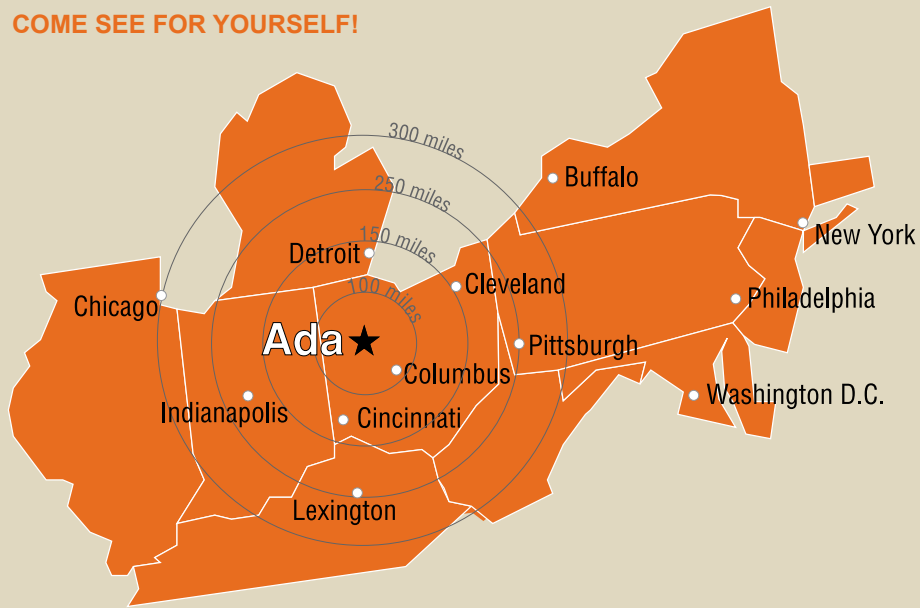 COME SEE FOR YOURSELF!
300 miles
Buffalo
250 miles
New York
150 miles
Detroit
Cleveland
100 miles
Chicago
Philadelphia
Ada
Pittsburgh
Columbus
Washington D.C.
Indianapolis
Cincinnati
Lexington